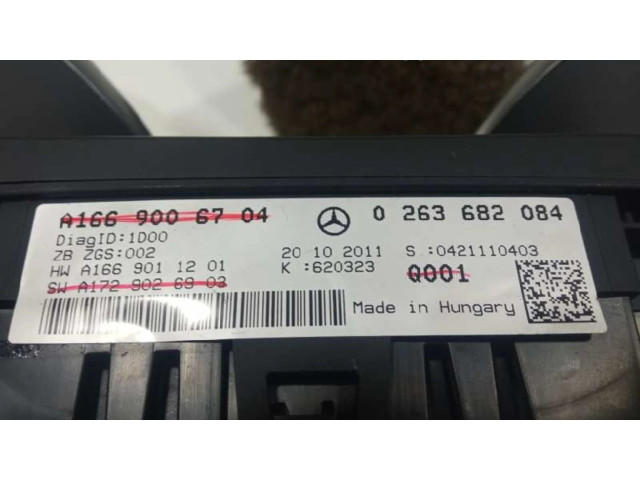 A166 900 67 04 0 263 682 084
DiagID:1D00
ZB ZGS:002 20 10 2011 S.:0421110403
HW A166 901 12 01 K :620323 Q001
SW A172 902 69 03
Made in Hungary